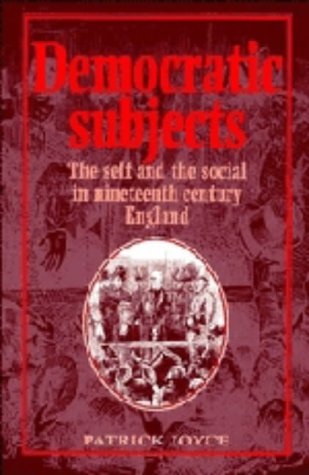 Democratic
subjects
The self and the social
in nineteenth century
England
PATRICK JOYCE